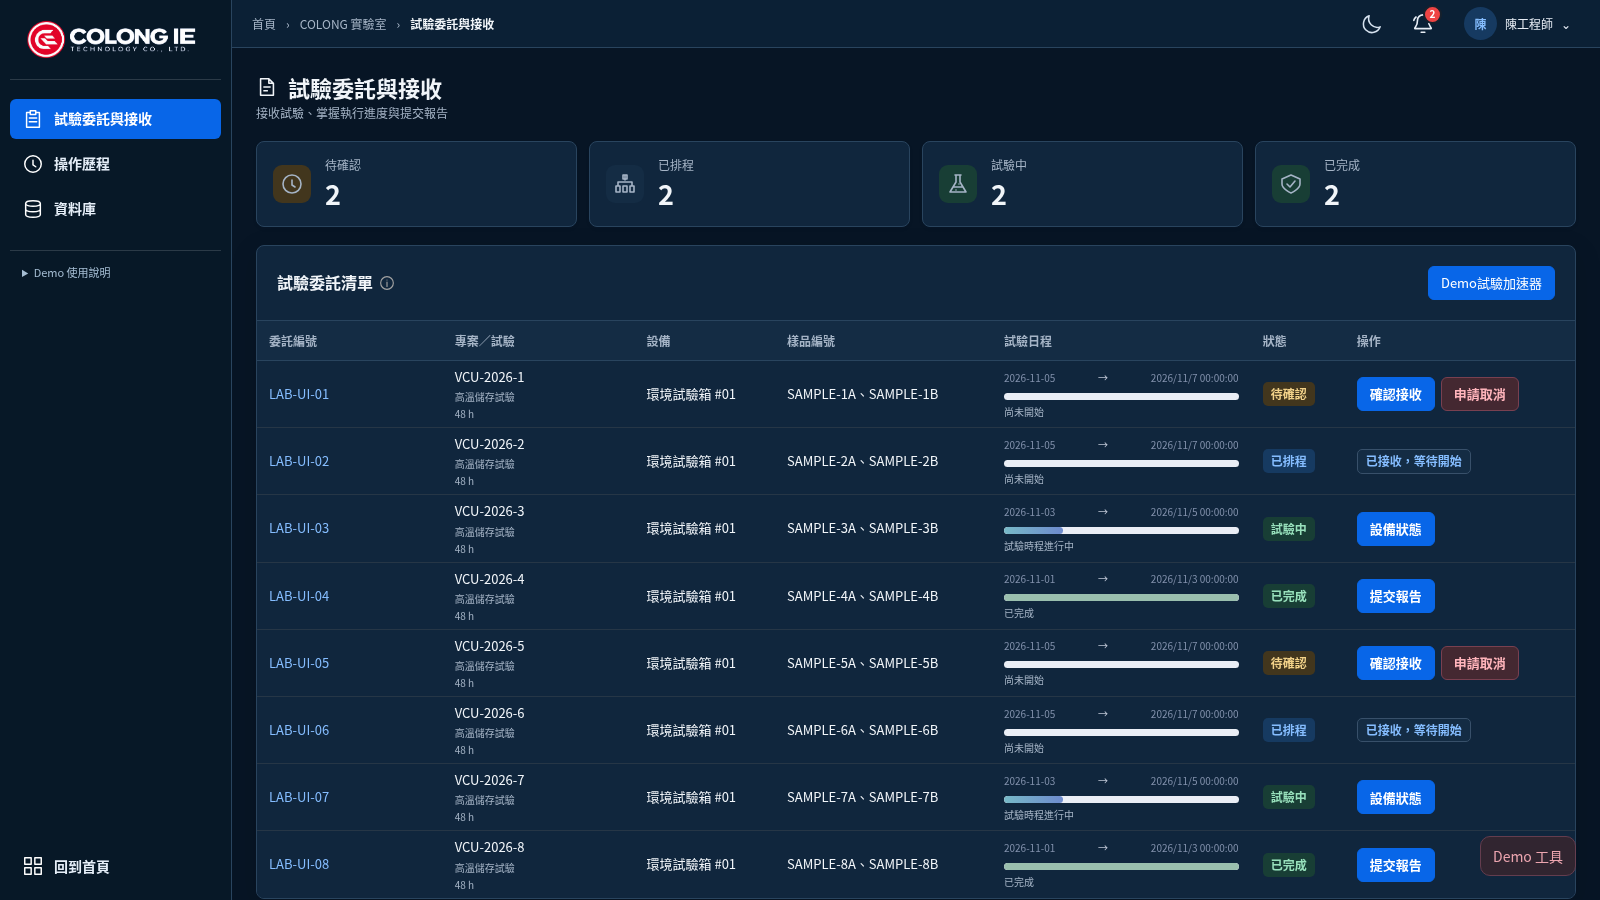 COLONG IE
TECHNOLOGY CO., LTD.
首頁 › COLONG 實驗室 › 試驗委託與接收
2
陳 陳工程師
試驗委託與接收
操作歷程
資料庫
Demo 使用說明
回到首頁
試驗委託與接收
接收試驗、掌握執行進度與提交報告
待確認
2
已排程
2
試驗中
2
已完成
2
試驗委託清單
Demo試驗加速器
委託編號 專案／試驗 設備 樣品編號 試驗日程 狀態 操作
LAB-UI-01
VCU-2026-1
高溫儲存試驗
48 h
環境試驗箱 #01
SAMPLE-1A、SAMPLE-1B
2026-11-05 → 2026/11/7 00:00:00
尚未開始
待確認
確認接收 申請取消
LAB-UI-02
VCU-2026-2
高溫儲存試驗
48 h
環境試驗箱 #01
SAMPLE-2A、SAMPLE-2B
2026-11-05 → 2026/11/7 00:00:00
尚未開始
已排程
已接收，等待開始
LAB-UI-03
VCU-2026-3
高溫儲存試驗
48 h
環境試驗箱 #01
SAMPLE-3A、SAMPLE-3B
2026-11-03 → 2026/11/5 00:00:00
試驗時程進行中
試驗中
設備狀態
LAB-UI-04
VCU-2026-4
高溫儲存試驗
48 h
環境試驗箱 #01
SAMPLE-4A、SAMPLE-4B
2026-11-01 → 2026/11/3 00:00:00
已完成
已完成
提交報告
LAB-UI-05
VCU-2026-5
高溫儲存試驗
48 h
環境試驗箱 #01
SAMPLE-5A、SAMPLE-5B
2026-11-05 → 2026/11/7 00:00:00
尚未開始
待確認
確認接收 申請取消
LAB-UI-06
VCU-2026-6
高溫儲存試驗
48 h
環境試驗箱 #01
SAMPLE-6A、SAMPLE-6B
2026-11-05 → 2026/11/7 00:00:00
尚未開始
已排程
已接收，等待開始
LAB-UI-07
VCU-2026-7
高溫儲存試驗
48 h
環境試驗箱 #01
SAMPLE-7A、SAMPLE-7B
2026-11-03 → 2026/11/5 00:00:00
試驗時程進行中
試驗中
設備狀態
LAB-UI-08
VCU-2026-8
高溫儲存試驗
48 h
環境試驗箱 #01
SAMPLE-8A、SAMPLE-8B
2026-11-01 → 2026/11/3 00:00:00
已完成
已完成
提交報告
Demo 工具